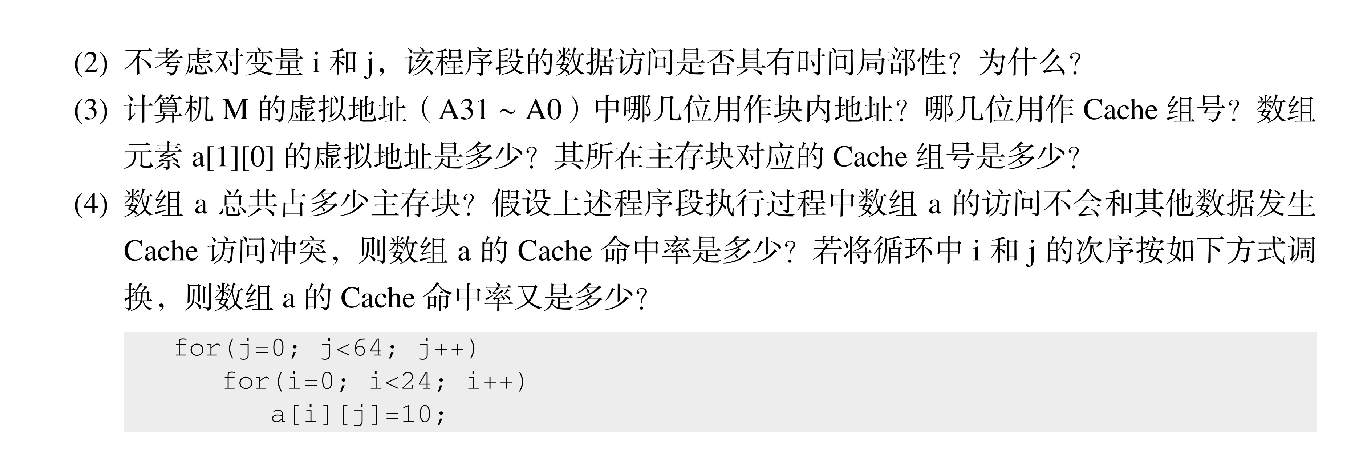 (2) 不考虑对变量 i 和 j，该程序段的数据访问是否具有时间局部性？为什么？
(3) 计算机 M 的虚拟地址（A31 ~ A0）中哪几位用作块内地址？哪几位用作 Cache 组号？数组
元素 a[1][0] 的虚拟地址是多少？其所在主存块对应的 Cache 组号是多少？
(4) 数组 a 总共占多少主存块？假设上述程序段执行过程中数组 a 的访问不会和其他数据发生
Cache 访问冲突，则数组 a 的 Cache 命中率是多少？若将循环中 i 和 j 的次序按如下方式调
换，则数组 a 的 Cache 命中率又是多少？
for(j=0; j<64; j++)
for(i=0; i<24; i++)
a[i][j]=10;